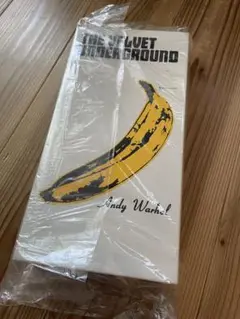 THE VELVET
UNDERGROUND
Andy Warhol